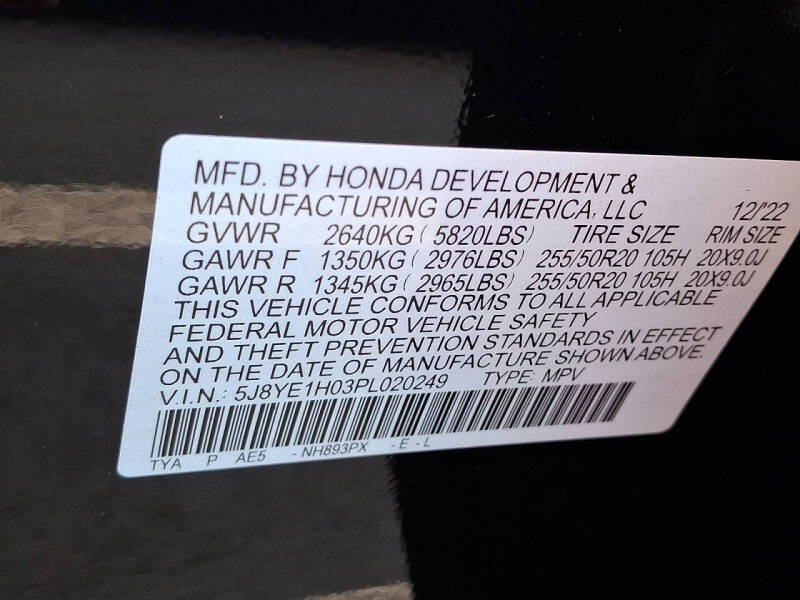 MFD. BY HONDA DEVELOPMENT &
MANUFACTURING OF AMERICA, LLC 12/'22
GVWR 2640KG ( 5820LBS) TIRE SIZE RIM SIZE
GAWR F 1350KG ( 2976LBS) 255/50R20 105H 20X9.0J
GAWR R 1345KG ( 2965LBS) 255/50R20 105H 20X9.0J
THIS VEHICLE CONFORMS TO ALL APPLICABLE
FEDERAL MOTOR VEHICLE SAFETY
AND THEFT PREVENTION STANDARDS IN EFFECT
ON THE DATE OF MANUFACTURE SHOWN ABOVE.
V.I.N.: 5J8YE1H03PL020249 TYPE: MPV
TYA P AE5 - NH893PX - E - L